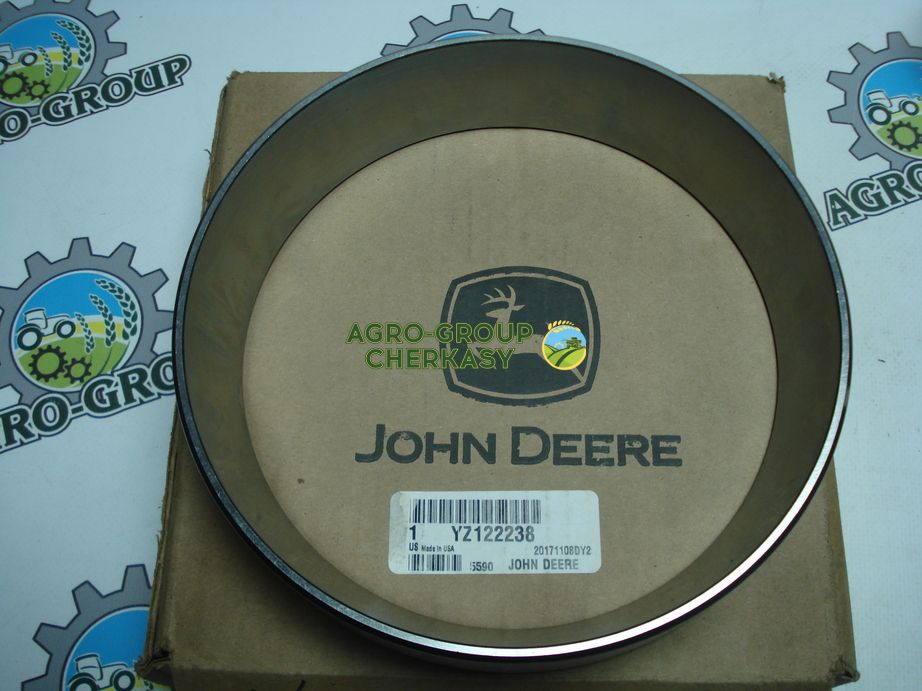 AGRO-GROUP
AGRO-GROUP
AGRO-GROUP
AGRO-GROUP
CHERKASY
JOHN DEERE
1 YZ122238
US Made In USA 20171108DY2
5590 JOHN DEERE